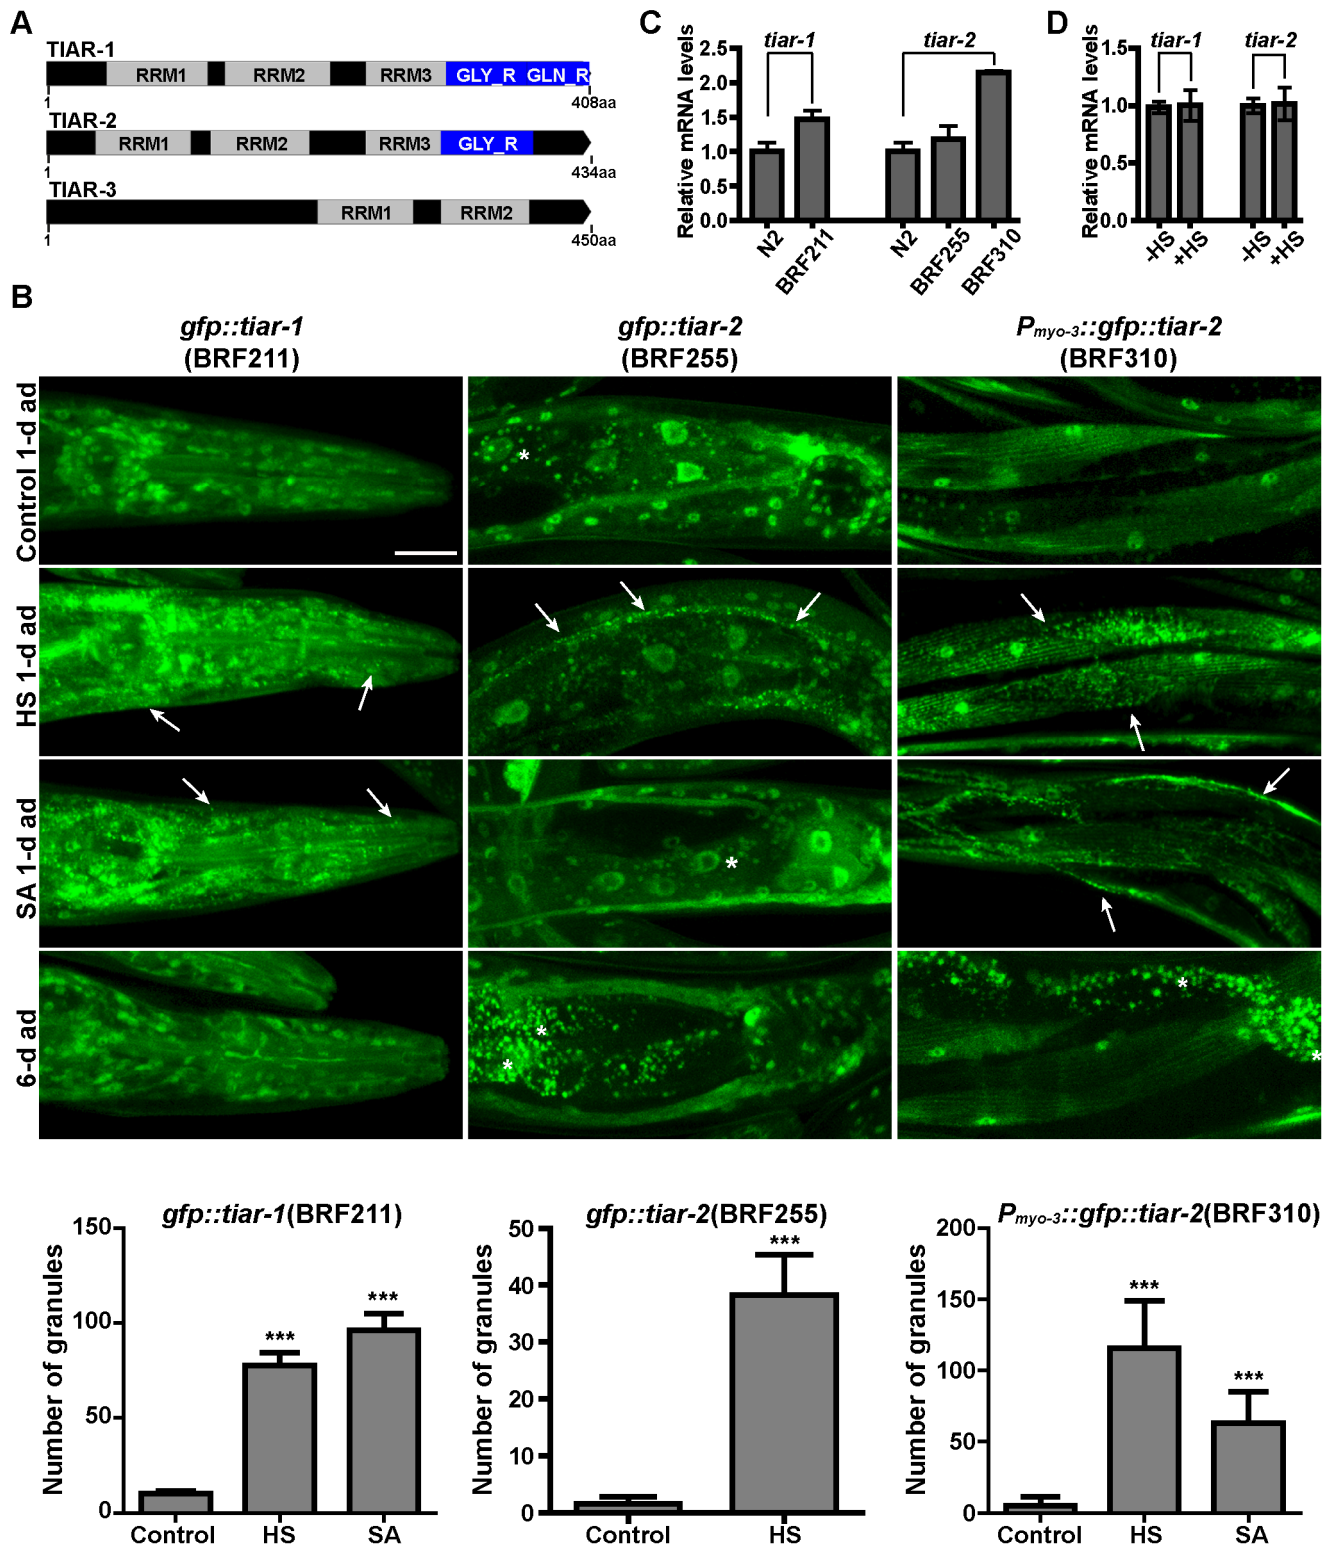 A
TIAR-1
RRM1 RRM2 RRM3 GLY_R GLN_R
1 408aa
TIAR-2
RRM1 RRM2 RRM3 GLY_R
1 434aa
TIAR-3
RRM1 RRM2
1 450aa
C
Relative mRNA levels
2.5
2.0
1.5
1.0
0.5
0.0
tiar-1 tiar-2
N2 BRF211 N2 BRF255 BRF310
D
Relative mRNA levels
1.5
1.0
0.5
0.0
tiar-1 tiar-2
-HS +HS -HS +HS
B
gfp::tiar-1
(BRF211)
gfp::tiar-2
(BRF255)
Pmyo-3::gfp::tiar-2
(BRF310)
Control 1-d ad
*
HS 1-d ad
SA 1-d ad
*
6-d ad
*
*
*
*
gfp::tiar-1(BRF211)
Number of granules
150
100
50
0
***
***
Control HS SA
gfp::tiar-2(BRF255)
Number of granules
50
40
30
20
10
0
***
Control HS
Pmyo-3::gfp::tiar-2(BRF310)
Number of granules
200
150
100
50
0
***
***
Control HS SA